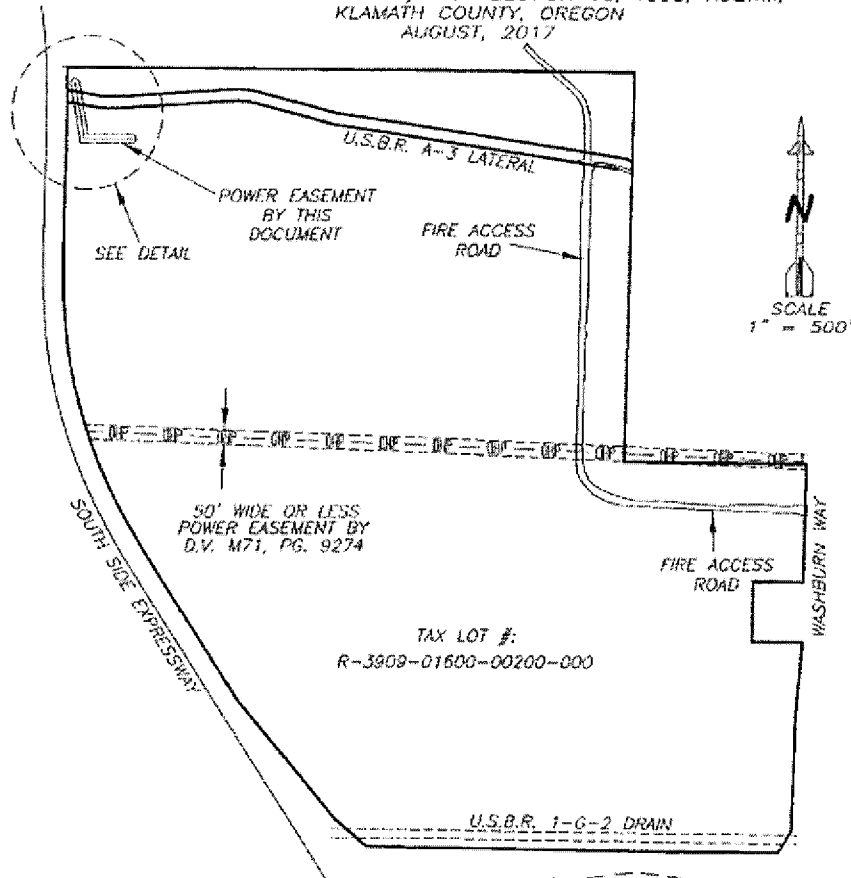 KLAMATH COUNTY, OREGON
AUGUST, 2017
U.S.B.R. A-3 LATERAL
POWER EASEMENT
BY THIS
DOCUMENT
SEE DETAIL
FIRE ACCESS
ROAD
N
SCALE
1" = 500'
50' WIDE OR LESS
POWER EASEMENT BY
D.V. M71, PG. 9274
SOUTH SIDE EXPRESSWAY
FIRE ACCESS
ROAD
WASHBURN WAY
TAX LOT #:
R-3909-01600-00200-000
U.S.B.R. 1-G-2 DRAIN